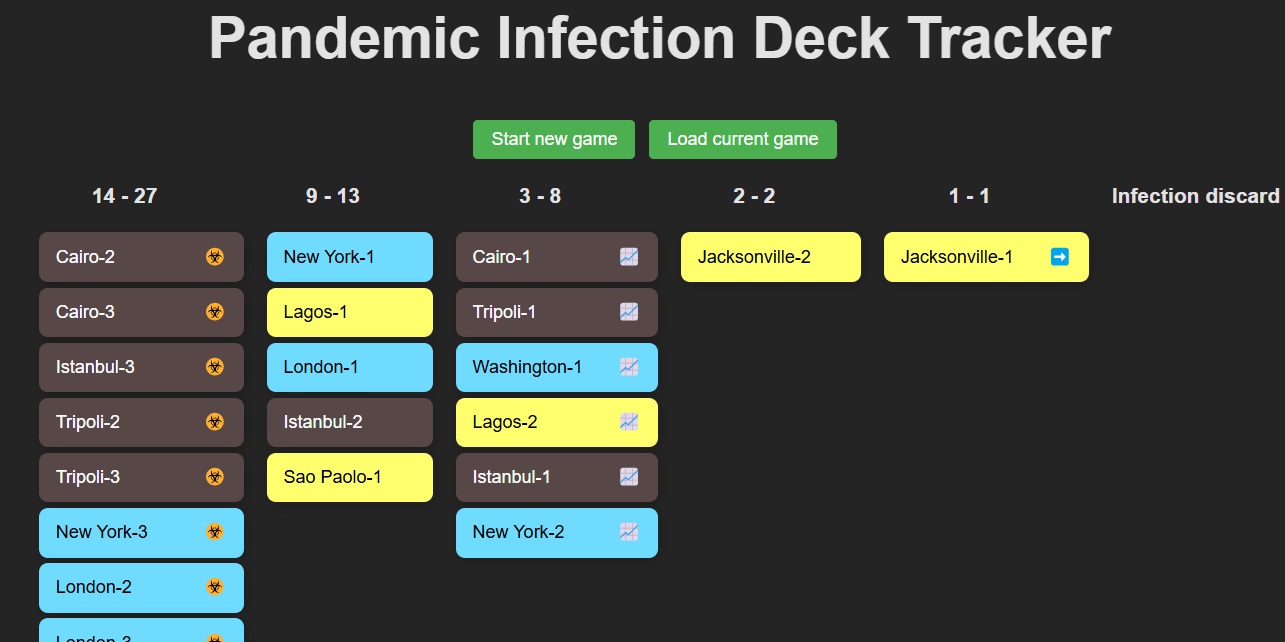 Pandemic Infection Deck Tracker
Start new game
Load current game
14 - 27
9 - 13
3 - 8
2 - 2
1 - 1
Infection discard
Cairo-2
Cairo-3
Istanbul-3
Tripoli-2
Tripoli-3
New York-3
London-2
London-3
New York-1
Lagos-1
London-1
Istanbul-2
Sao Paolo-1
Cairo-1
Tripoli-1
Washington-1
Lagos-2
Istanbul-1
New York-2
Jacksonville-2
Jacksonville-1